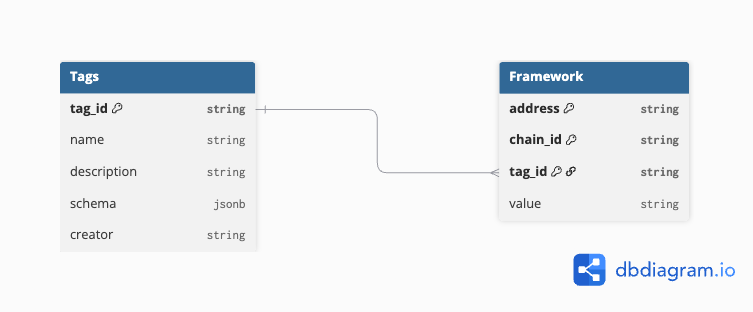 Tags
tag_id string
name string
description string
schema jsonb
creator string
Framework
address string
chain_id string
tag_id string
value string
dbdiagram.io